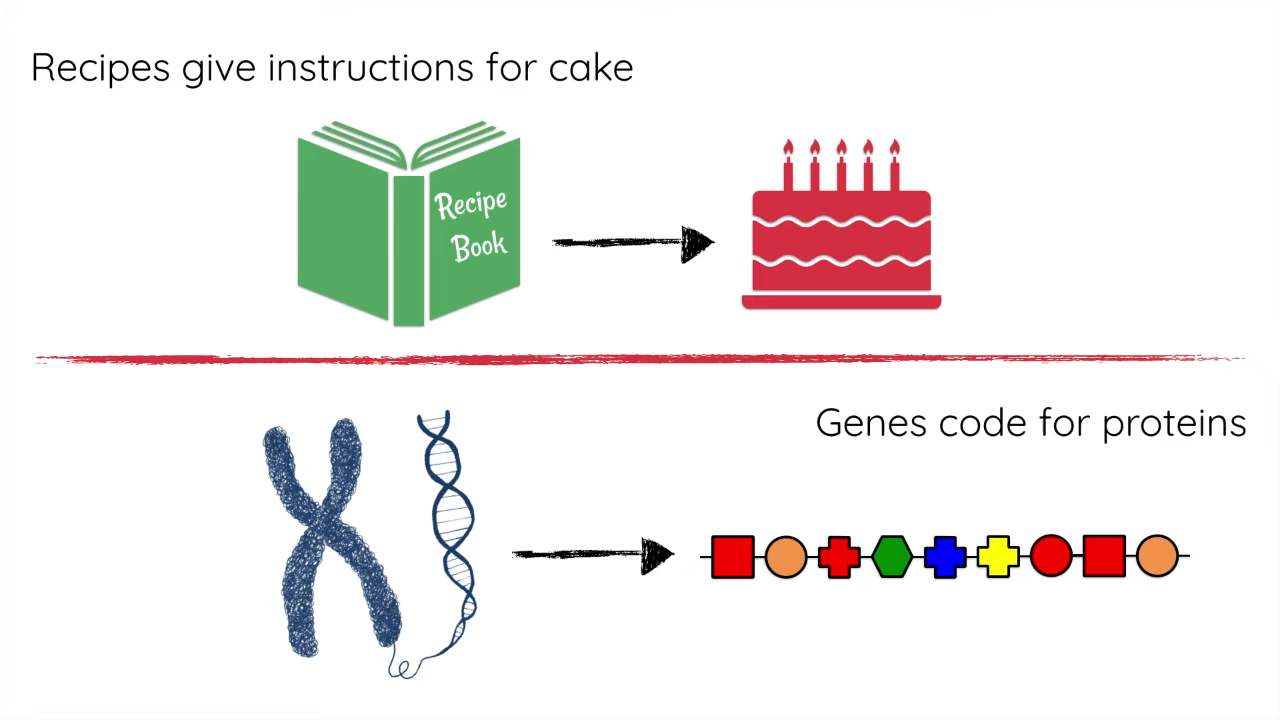 Recipes give instructions for cake
Recipe
Book
Genes code for proteins